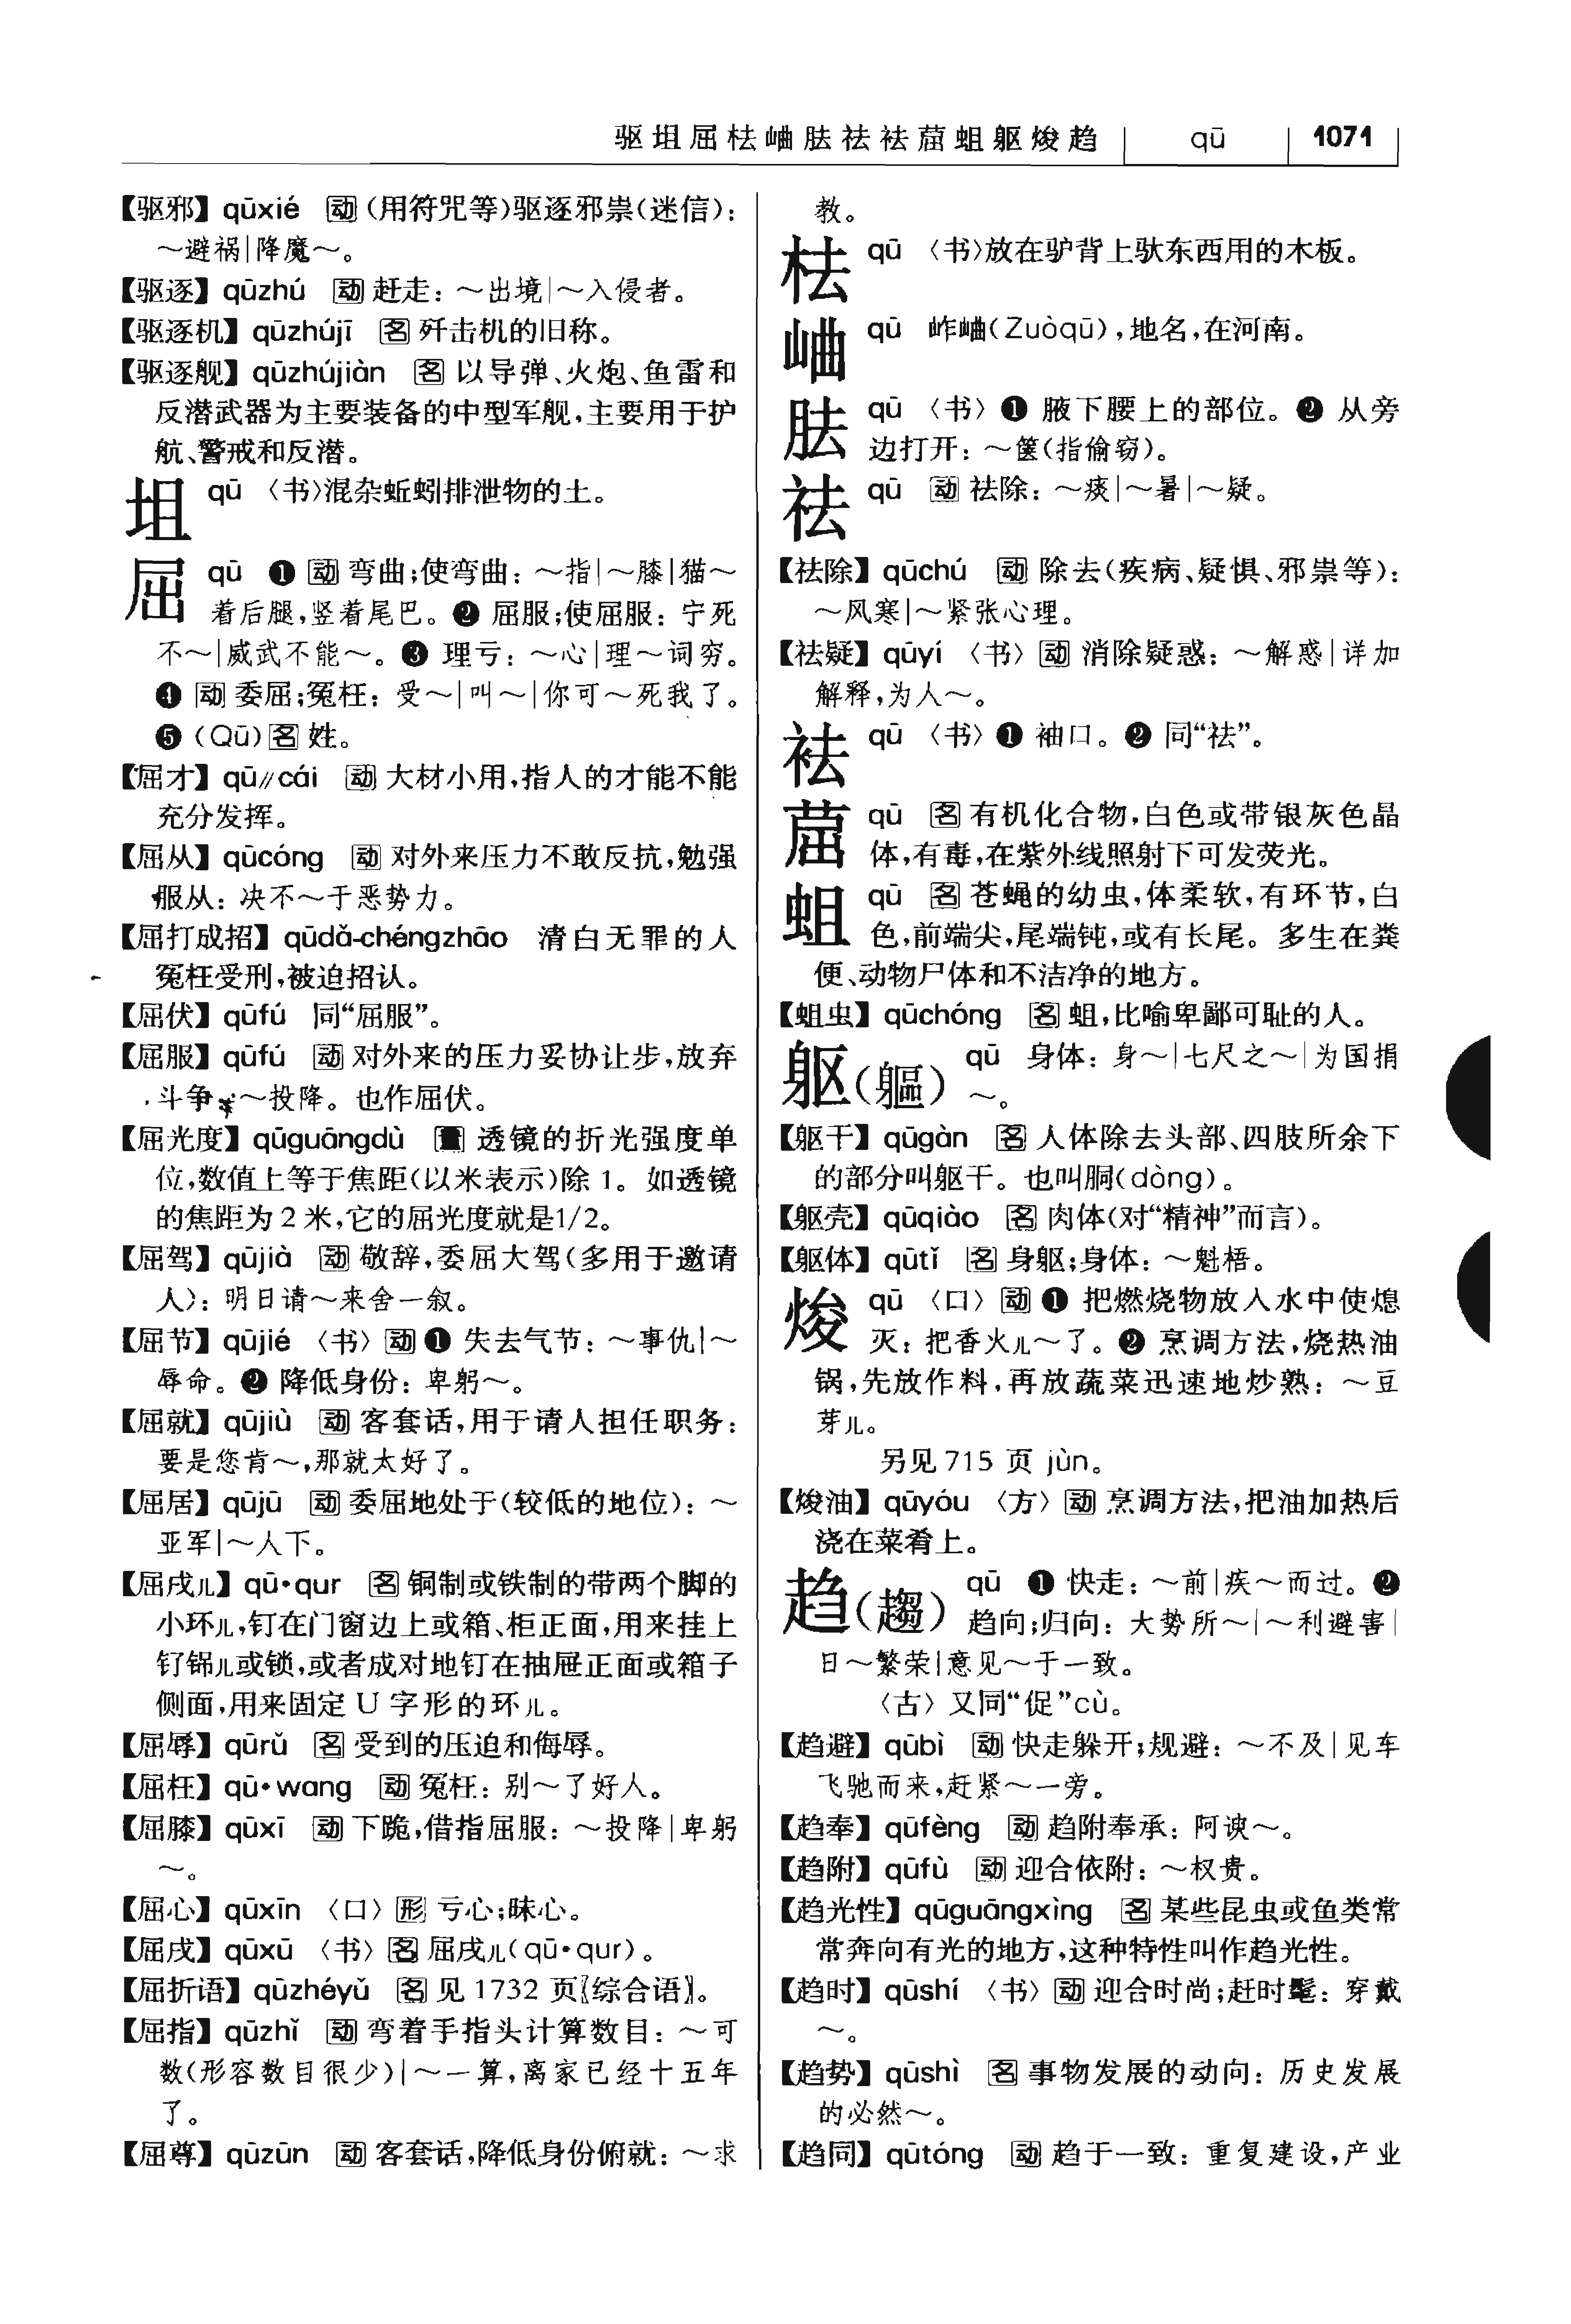 驱坥屈柱岫胠祛袪䓛蛆躯焌趋 qū 1071
【驱邪】qūxié 动(用符咒等)驱逐邪祟(迷信):
～避祸|降魔～。
【驱逐】qūzhú 动 赶走:～出境|～入侵者。
【驱逐机】qūzhújī 名 歼击机的旧称。
【驱逐舰】qūzhújiàn 名 以导弹、火炮、鱼雷和
反潜武器为主要装备的中型军舰,主要用于护
航、警戒和反潜。
坥 qū 〈书〉混杂蚯蚓排泄物的土。
屈 qū ❶ 动 弯曲;使弯曲:～指|～膝|猫～
着后腿,竖着尾巴。❷ 屈服;使屈服:宁死
不～|威武不能～。❸ 理亏:～心|理～词穷。
❹ 动 委屈;冤枉:受～|叫～|你可～死我了。
❺ (Qū)名 姓。
【屈才】qū∥cái 动 大材小用,指人的才能不能
充分发挥。
【屈从】qūcóng 动 对外来压力不敢反抗,勉强
服从:决不～于恶势力。
【屈打成招】qūdǎ-chéngzhāo 清白无罪的人
冤枉受刑,被迫招认。
【屈伏】qūfú 同“屈服”。
【屈服】qūfú 动 对外来的压力妥协让步,放弃
斗争:～投降。也作屈伏。
【屈光度】qūguāngdù 量 透镜的折光强度单
位,数值上等于焦距(以米表示)除 1。如透镜
的焦距为 2 米,它的屈光度就是1/2。
【屈驾】qūjià 动 敬辞,委屈大驾(多用于邀请
人):明日请～来舍一叙。
【屈节】qūjié 〈书〉动 ❶ 失去气节:～事仇|～
辱命。❷ 降低身份:卑躬～。
【屈就】qūjiù 动 客套话,用于请人担任职务:
要是您肯～,那就太好了。
【屈居】qūjū 动 委屈地处于(较低的地位):～
亚军|～人下。
【屈戌儿】qū•qur 名 铜制或铁制的带两个脚的
小环儿,钉在门窗边上或箱、柜正面,用来挂上
钌铞儿或锁,或者成对地钉在抽屉正面或箱子
侧面,用来固定 U 字形的环儿。
【屈辱】qūrǔ 名 受到的压迫和侮辱。
【屈枉】qū•wang 动 冤枉:别～了好人。
【屈膝】qūxī 动 下跪,借指屈服:～投降|卑躬
～。
【屈心】qūxīn 〈口〉形 亏心;昧心。
【屈戌】qūxū 〈书〉名 屈戌儿(qū•qur)。
【屈折语】qūzhéyǔ 名 见 1732 页〖综合语〗。
【屈指】qūzhǐ 动 弯着手指头计算数目:～可
数(形容数目很少)|～一算,离家已经十五年
了。
【屈尊】qūzūn 动 客套话,降低身份俯就:～求
教。
㭕 qū 〈书〉放在驴背上驮东西用的木板。
岫 qū 岞岫(Zuòqū),地名,在河南。
胠 qū 〈书〉❶ 腋下腰上的部位。❷ 从旁
边打开:～箧(指偷窃)。
祛 qū 动 祛除:～痰|～暑|～疑。
【祛除】qūchú 动 除去(疾病、疑惧、邪祟等):
～风寒|～紧张心理。
【祛疑】qūyí 〈书〉动 消除疑惑:～解惑|详加
解释,为人～。
袪 qū 〈书〉❶ 袖口。❷ 同“祛”。
䓛 qū 名 有机化合物,白色或带银灰色晶
体,有毒,在紫外线照射下可发荧光。
蛆 qū 名 苍蝇的幼虫,体柔软,有环节,白
色,前端尖,尾端钝,或有长尾。多生在粪
便、动物尸体和不洁净的地方。
【蛆虫】qūchóng 名 蛆,比喻卑鄙可耻的人。
躯(軀) qū 身体:身～|七尺之～|为国捐
～。
【躯干】qūgàn 名 人体除去头部、四肢所余下
的部分叫躯干。也叫胴(dòng)。
【躯壳】qūqiào 名 肉体(对“精神”而言)。
【躯体】qūtǐ 名 身躯;身体:～魁梧。
焌 qū 〈口〉动 ❶ 把燃烧物放入水中使熄
灭:把香火儿～了。❷ 烹调方法,烧热油
锅,先放作料,再放蔬菜迅速地炒熟:～豆
芽儿。
另见 715 页 jùn。
【焌油】qūyóu 〈方〉动 烹调方法,把油加热后
浇在菜肴上。
趋(趨) qū ❶ 快走:～前|疾～而过。❷
趋向;归向:大势所～|～利避害|
日～繁荣|意见～于一致。
〈古〉又同“促”cù。
【趋避】qūbì 动 快走躲开;规避:～不及|见车
飞驰而来,赶紧～一旁。
【趋奉】qūfèng 动 趋附奉承:阿谀～。
【趋附】qūfù 动 迎合依附:～权贵。
【趋光性】qūguāngxìng 名 某些昆虫或鱼类常
常奔向有光的地方,这种特性叫作趋光性。
【趋时】qūshí 〈书〉动 迎合时尚;赶时髦:穿戴
～。
【趋势】qūshì 名 事物发展的动向:历史发展
的必然～。
【趋同】qūtóng 动 趋于一致:重复建设,产业